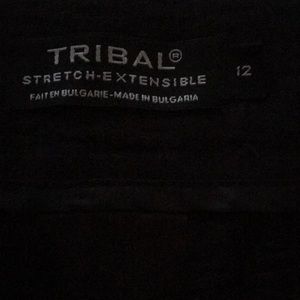 TRIBAL®
STRETCH-EXTENSIBLE 12
FAIT EN BULGARIE-MADE IN BULGARIA